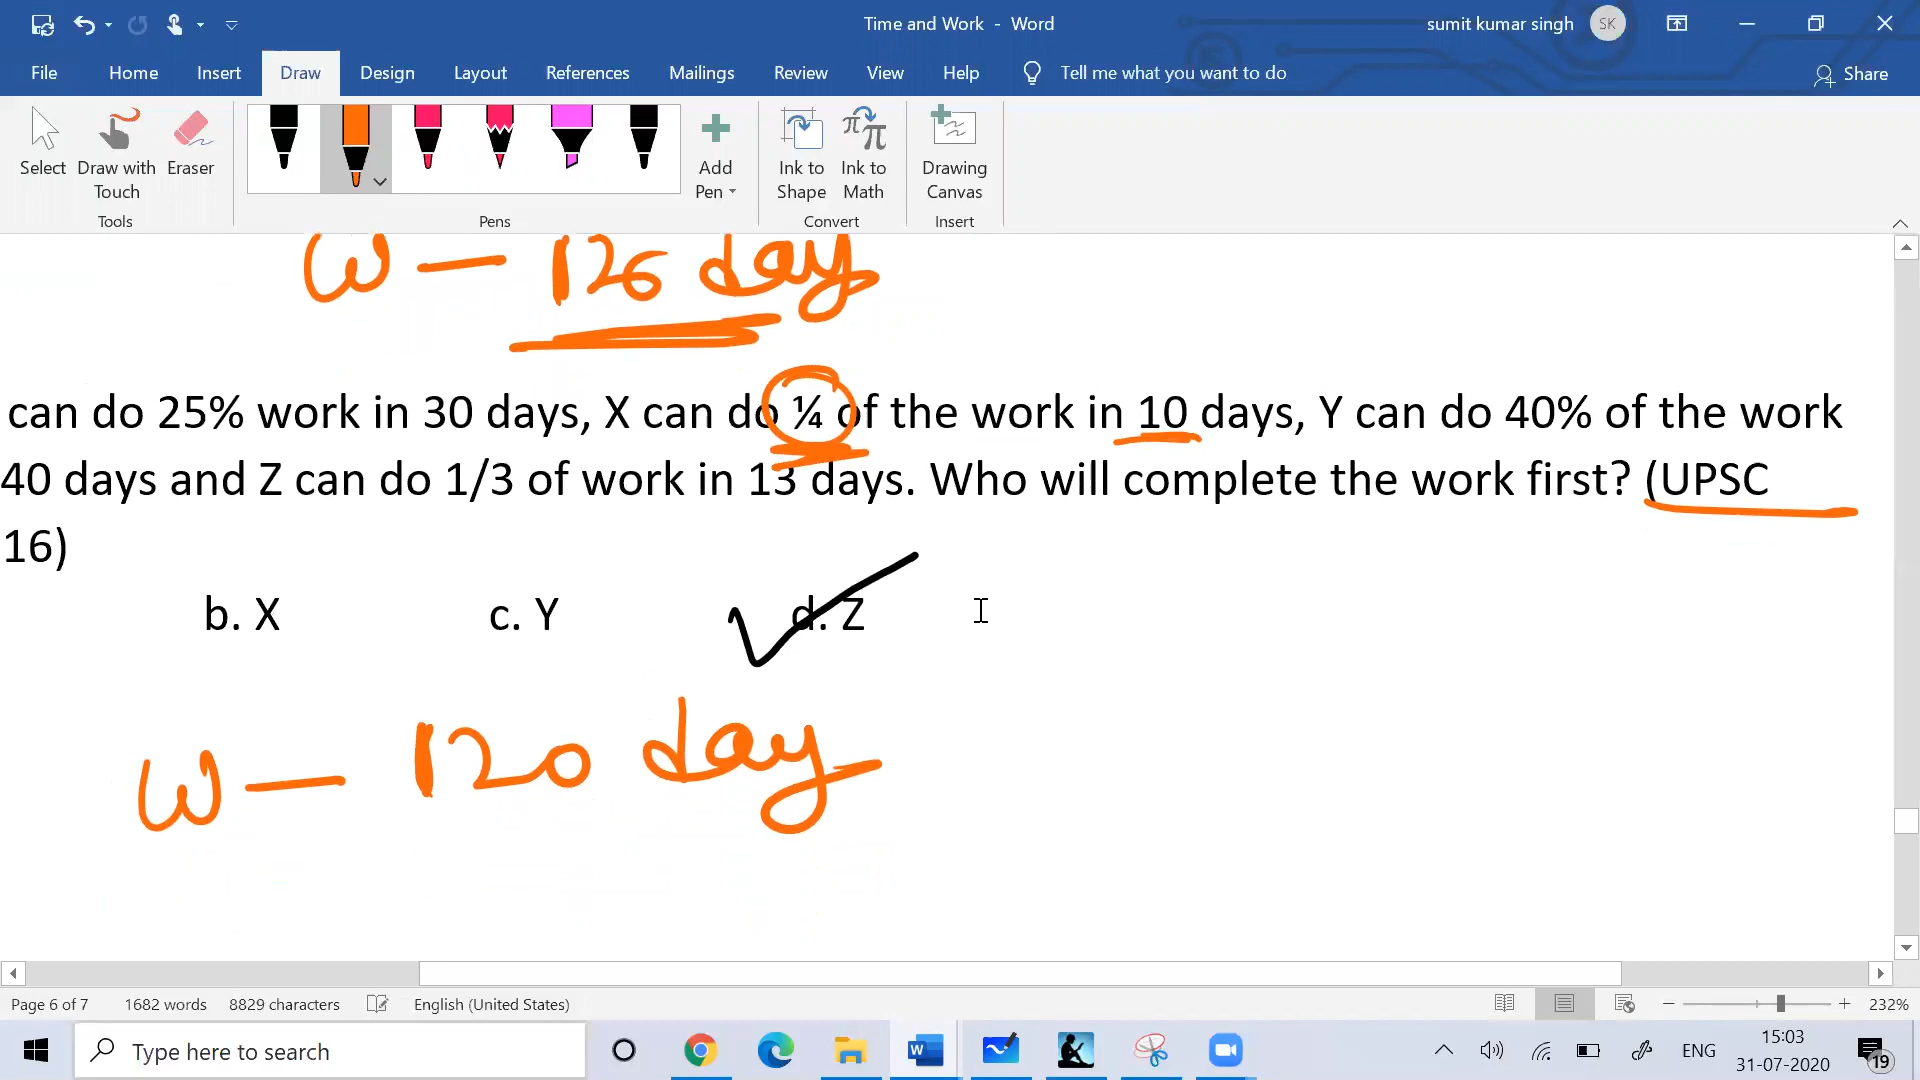 Time and Work - Word
sumit kumar singh
SK
File Home Insert Draw Design Layout References Mailings Review View Help Tell me what you want to do Share
Select Draw with Touch Eraser Add Pen Ink to Shape Ink to Math Drawing Canvas
Tools Pens Convert Insert
W — 126 day
can do 25% work in 30 days, X can do ¼ of the work in 10 days, Y can do 40% of the work
40 days and Z can do 1/3 of work in 13 days. Who will complete the work first? (UPSC
16)
b. X c. Y d. Z
W — 120 day
Page 6 of 7 1682 words 8829 characters English (United States) 232%
Type here to search
ENG
15:03
31-07-2020
19